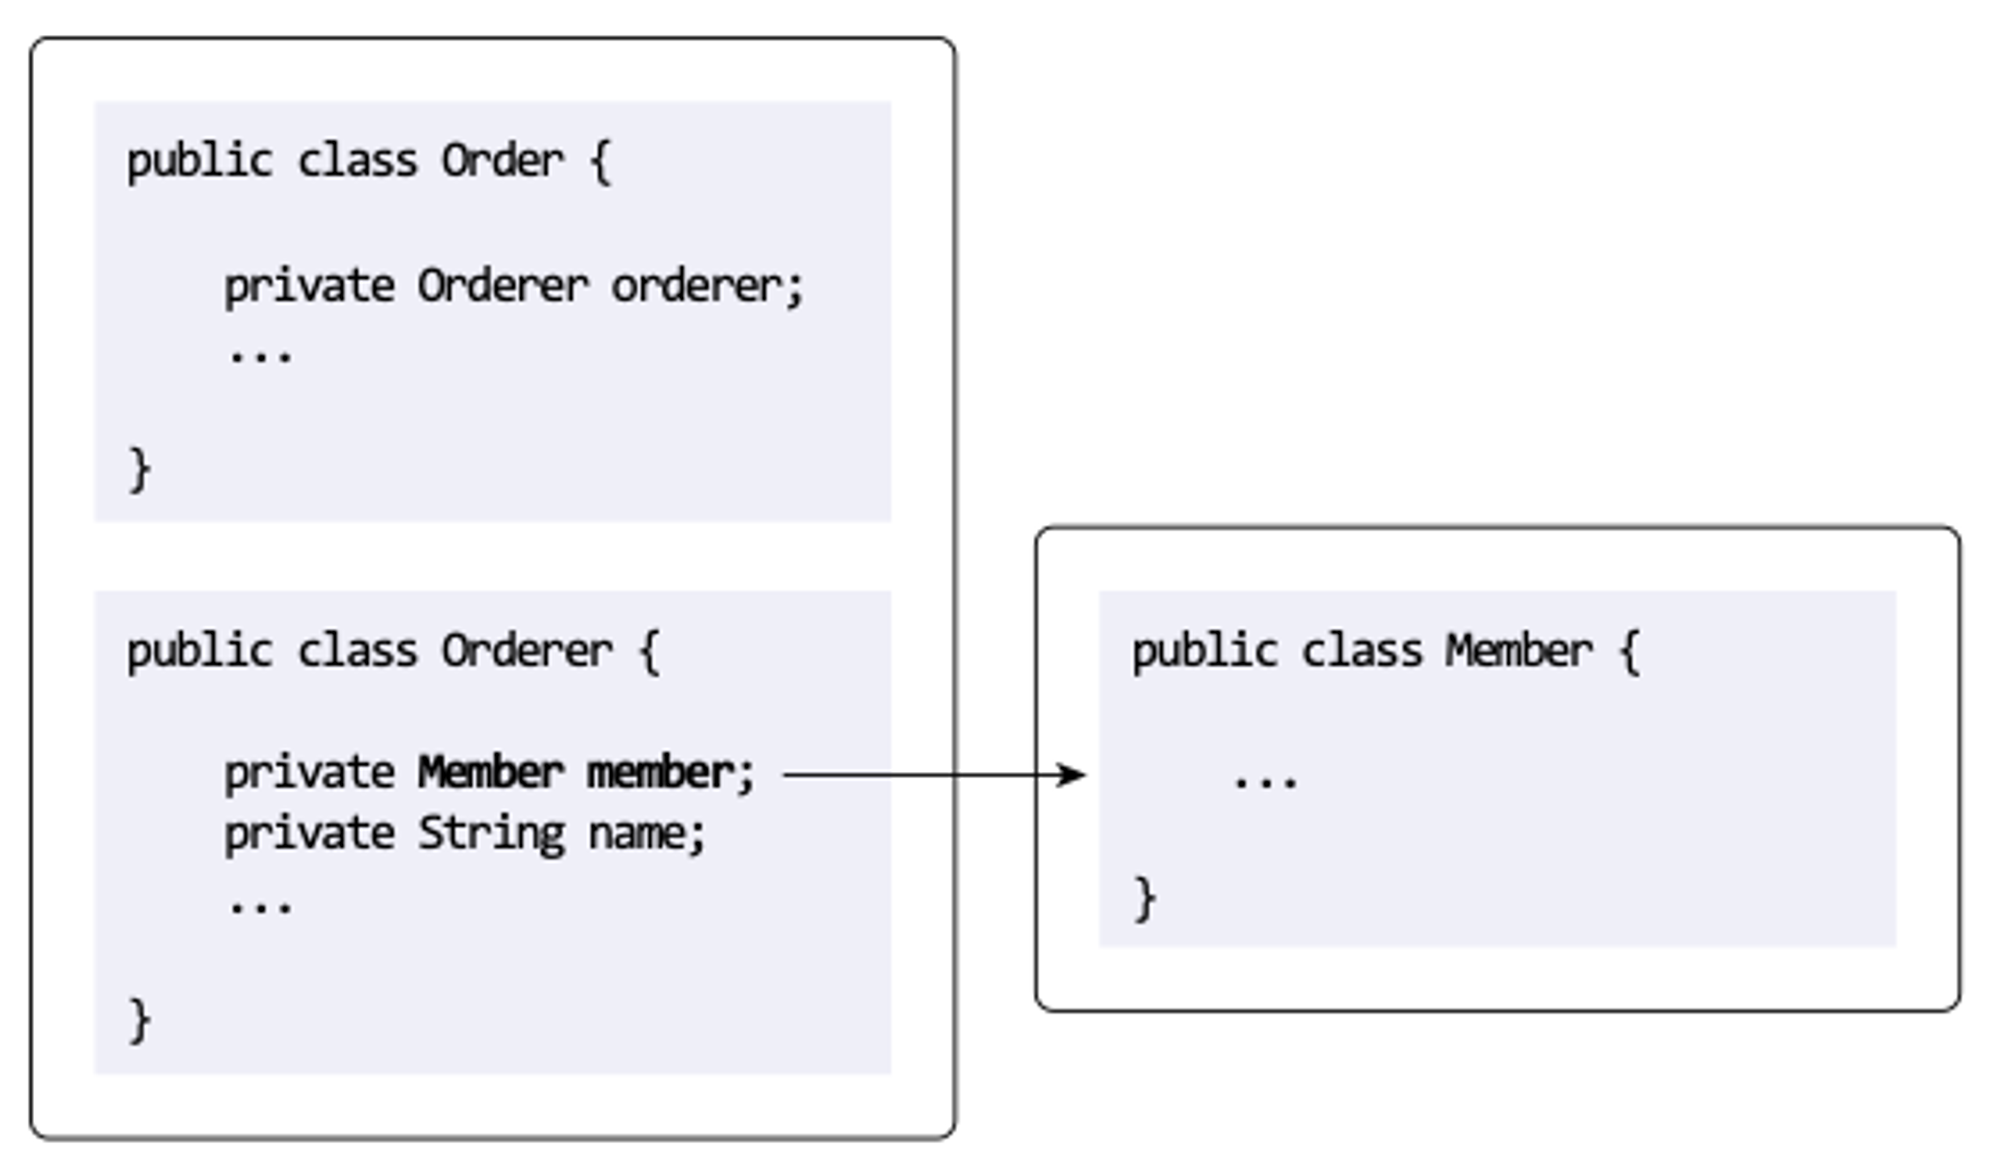 public class Order {
private Orderer orderer;
...
}
public class Orderer {
private Member member;
private String name;
...
}
public class Member {
...
}